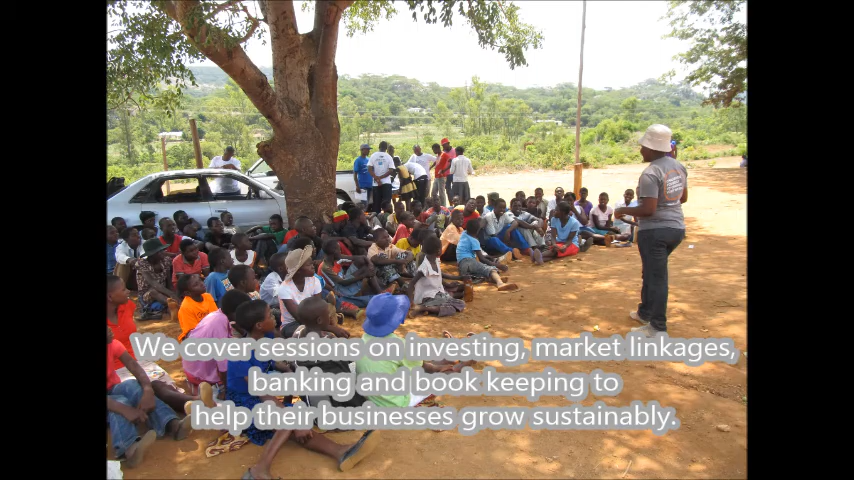 We cover sessions on investing, market linkages,
banking and book keeping to
help their businesses grow sustainably.